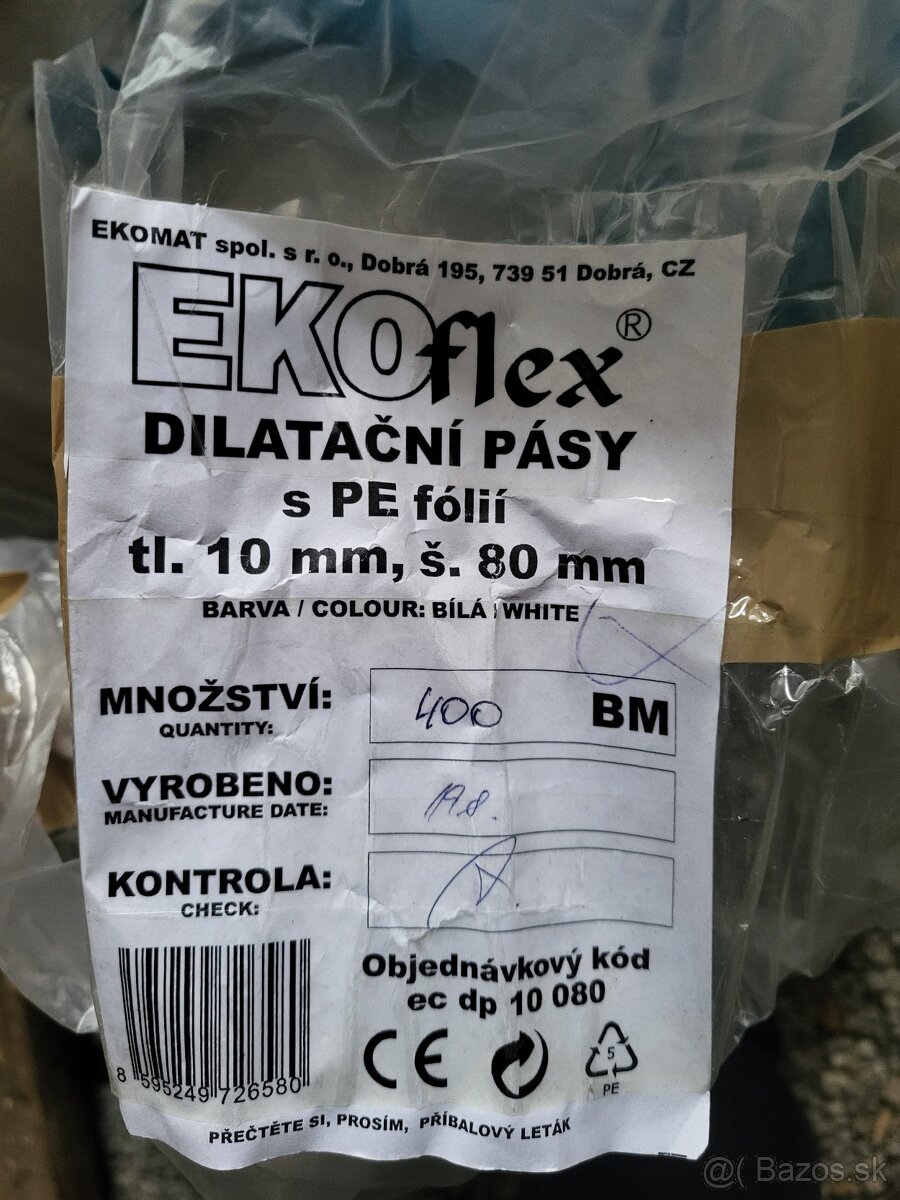 EKOMAT spol. s r. o., Dobrá 195, 739 51 Dobrá, CZ
EKOflex®
DILATAČNÍ PÁSY
s PE fólií
tl. 10 mm, š. 80 mm
BARVA / COLOUR: BÍLÁ / WHITE
MNOŽSTVÍ: 400 BM
QUANTITY:
VYROBENO: 19.8.
MANUFACTURE DATE:
KONTROLA:
CHECK:
Objednávkový kód
ec dp 10 080
CE
5
PE
8 595249 726580
PŘEČTĚTE SI, PROSÍM, PŘÍBALOVÝ LETÁK
@( Bazos.sk